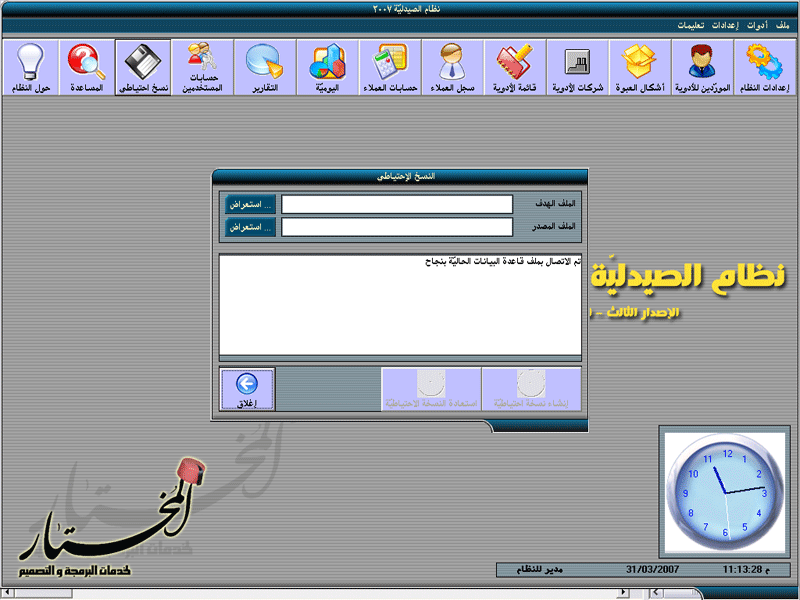 نظام الصيدليّة ٢٠٠٧
ملف أدوات إعدادات تعليمات
إعدادات النظام
المورّدين للأدوية
أشكال العبوة
شركات الأدوية
قائمة الأدوية
سجل العملاء
حسابات العملاء
اليوميّة
التقارير
حسابات
المستخدمين
نسخ احتياطي
المساعدة
حول النظام
النسخ الإحتياطي
الملف الهدف
استعراض ...
الملف المصدر
استعراض ...
تم الاتصال بملف قاعدة البيانات الحاليّة بنجاح
نظام الصيدليّة
الإصدار الثالث -
إنشاء نسخة احتياطيّة
استعادة النسخة الاحتياطيّة
إغلاق
المختار
خدمات البرمجة و التصميم
12
1
2
3
4
5
6
7
8
9
10
11
مدير للنظام
31/03/2007
11:13:28 م